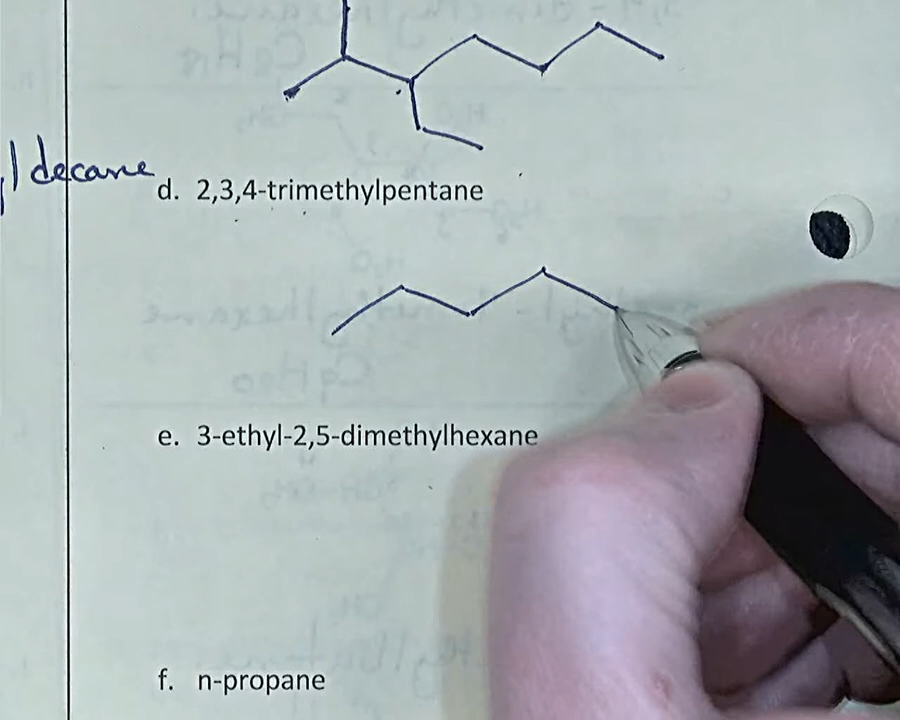 decane
d. 2,3,4-trimethylpentane
e. 3-ethyl-2,5-dimethylhexane
f. n-propane